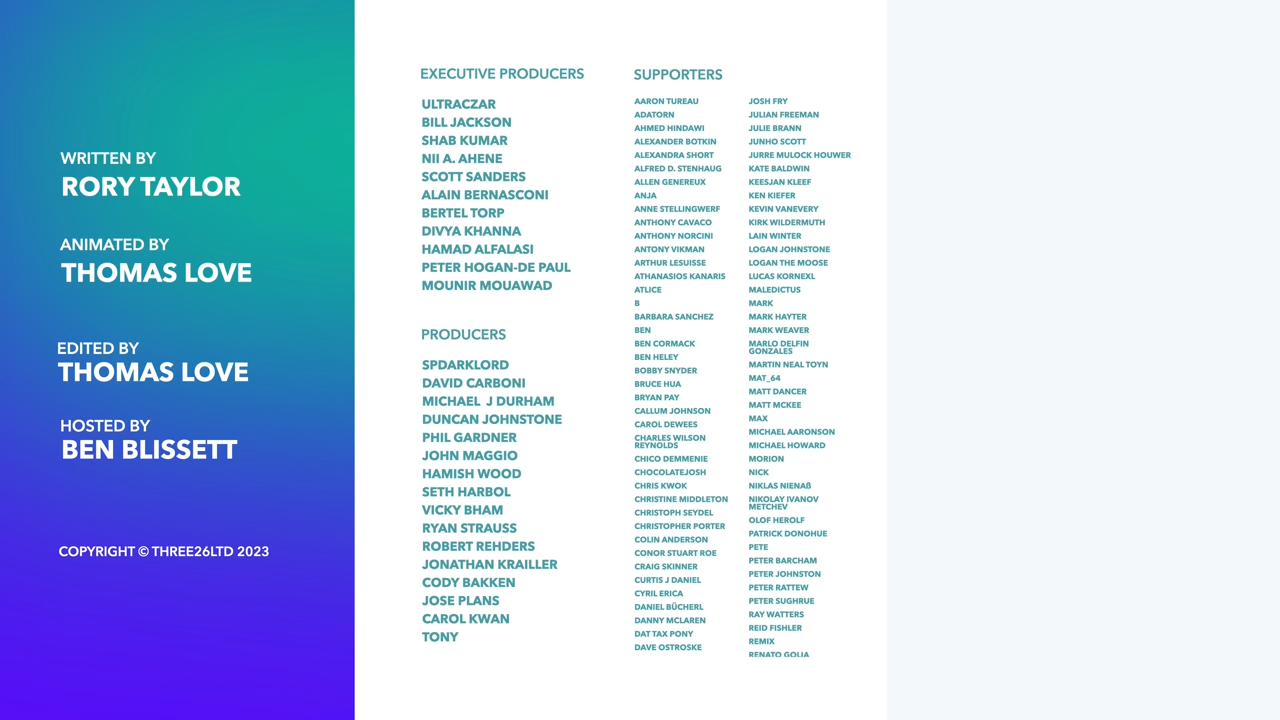 WRITTEN BY
RORY TAYLOR
ANIMATED BY
THOMAS LOVE
EDITED BY
THOMAS LOVE
HOSTED BY
BEN BLISSETT
COPYRIGHT © THREE26LTD 2023
EXECUTIVE PRODUCERS
ULTRACZAR
BILL JACKSON
SHAB KUMAR
NII A. AHENE
SCOTT SANDERS
ALAIN BERNASCONI
BERTEL TORP
DIVYA KHANNA
HAMAD ALFALASI
PETER HOGAN-DE PAUL
MOUNIR MOUAWAD
PRODUCERS
SPDARKLORD
DAVID CARBONI
MICHAEL  J DURHAM
DUNCAN JOHNSTONE
PHIL GARDNER
JOHN MAGGIO
HAMISH WOOD
SETH HARBOL
VICKY BHAM
RYAN STRAUSS
ROBERT REHDERS
JONATHAN KRAILLER
CODY BAKKEN
JOSE PLANS
CAROL KWAN
TONY
SUPPORTERS
AARON TUREAU
ADATORN
AHMED HINDAWI
ALEXANDER BOTKIN
ALEXANDRA SHORT
ALFRED D. STENHAUG
ALLEN GENEREUX
ANJA
ANNE STELLINGWERF
ANTHONY CAVACO
ANTHONY NORCINI
ANTONY VIKMAN
ARTHUR LESUISSE
ATHANASIOS KANARIS
ATLICE
B
BARBARA SANCHEZ
BEN
BEN CORMACK
BEN HELEY
BOBBY SNYDER
BRUCE HUA
BRYAN PAY
CALLUM JOHNSON
CAROL DEWEES
CHARLES WILSON
REYNOLDS
CHICO DEMMENIE
CHOCOLATEJOSH
CHRIS KWOK
CHRISTINE MIDDLETON
CHRISTOPH SEYDEL
CHRISTOPHER PORTER
COLIN ANDERSON
CONOR STUART ROE
CRAIG SKINNER
CURTIS J DANIEL
CYRIL ERICA
DANIEL BÜCHERL
DANNY MCLAREN
DAT TAX PONY
DAVE OSTROSKE
JOSH FRY
JULIAN FREEMAN
JULIE BRANN
JUNHO SCOTT
JURRE MULOCK HOUWER
KATE BALDWIN
KEESJAN KLEEF
KEN KIEFER
KEVIN VANEVERY
KIRK WILDERMUTH
LAIN WINTER
LOGAN JOHNSTONE
LOGAN THE MOOSE
LUCAS KORNEXL
MALEDICTUS
MARK
MARK HAYTER
MARK WEAVER
MARLO DELFIN
GONZALES
MARTIN NEAL TOYN
MAT_64
MATT DANCER
MATT MCKEE
MAX
MICHAEL AARONSON
MICHAEL HOWARD
MORION
NICK
NIKLAS NIENAß
NIKOLAY IVANOV
METCHEV
OLOF HEROLF
PATRICK DONOHUE
PETE
PETER BARCHAM
PETER JOHNSTON
PETER RATTEW
PETER SUGHRUE
RAY WATTERS
REID FISHLER
REMIX
RENATO GOLIA